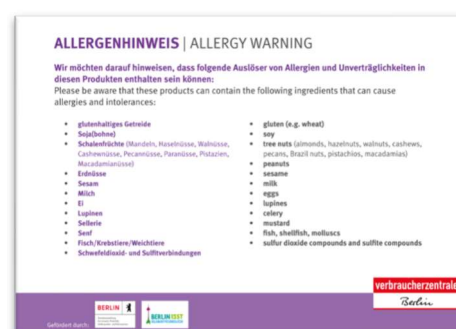 ALLERGENHINWEIS | ALLERGY WARNING
Wir möchten darauf hinweisen, dass folgende Auslöser von Allergien und Unverträglichkeiten in
diesen Produkten enthalten sein können:
Please be aware that these products can contain the following ingredients that can cause
allergies and intolerances:
• glutenhaltiges Getreide
• Soja(bohne)
• Schalenfrüchte (Mandeln, Haselnüsse, Walnüsse,
Cashewnüsse, Pecannüsse, Paranüsse, Pistazien,
Macadamianüsse)
• Erdnüsse
• Sesam
• Milch
• Ei
• Lupinen
• Sellerie
• Senf
• Fisch/Krebstiere/Weichtiere
• Schwefeldioxid- und Sulfitverbindungen
• gluten (e.g. wheat)
• soy
• tree nuts (almonds, hazelnuts, walnuts, cashews,
pecans, Brazil nuts, pistachios, macadamias)
• peanuts
• sesame
• milk
• eggs
• lupines
• celery
• mustard
• fish, shellfish, molluscs
• sulfur dioxide compounds and sulfite compounds
verbraucherzentrale
Berlin
Gefördert durch:
BERLIN
BERLIN ISST